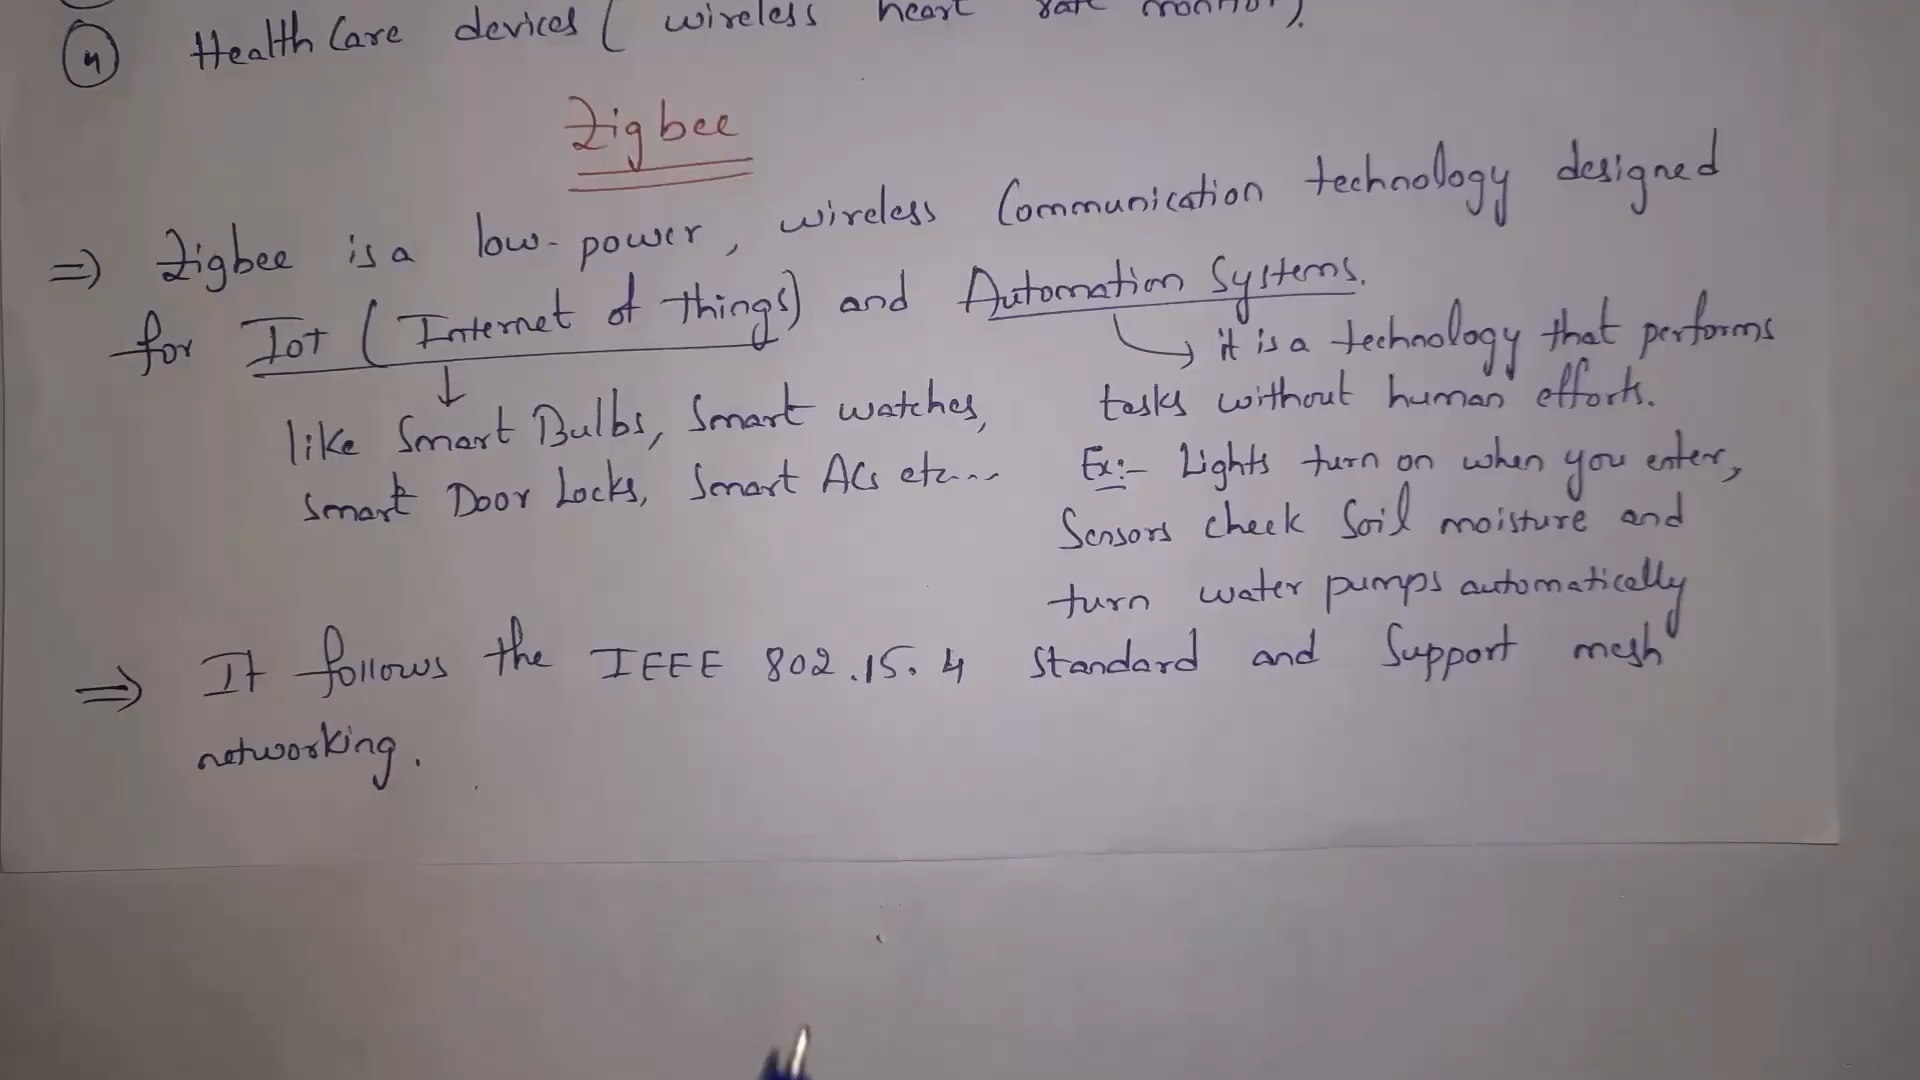 4 Health Care devices ( wireless heart rate monitor).
Zigbee
=> Zigbee is a low-power, wireless Communication technology designed
for IoT ( Internet of things) and Automation Systems.
↓
like Smart Bulbs, Smart watches,
Smart Door Locks, Smart ACs etc...
it is a technology that performs
tasks without human efforts.
Ex:- Lights turn on when you enter,
Sensors check Soil moisture and
turn water pumps automatically
=> It follows the IEEE 802.15.4 Standard and Support mesh
networking.